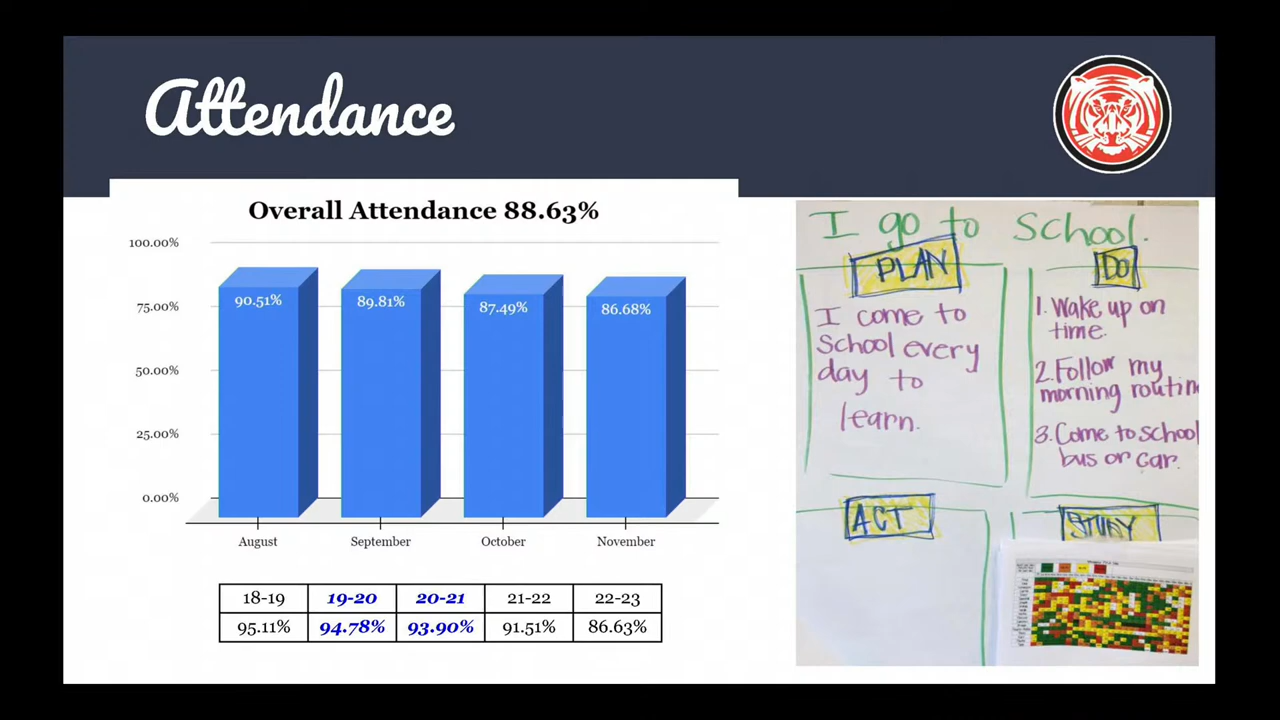 Attendance
Overall Attendance 88.63%
100.00%
75.00%
50.00%
25.00%
0.00%
90.51%
89.81%
87.49%
86.68%
August
September
October
November
18-19 19-20 20-21 21-22 22-23
95.11% 94.78% 93.90% 91.51% 86.63%
I go to School.
PLAN
I come to
School every
day to
learn.
DO
1. Wake up on
time.
2. Follow my
morning routin
3. Come to school
bus or car.
ACT
STUDY